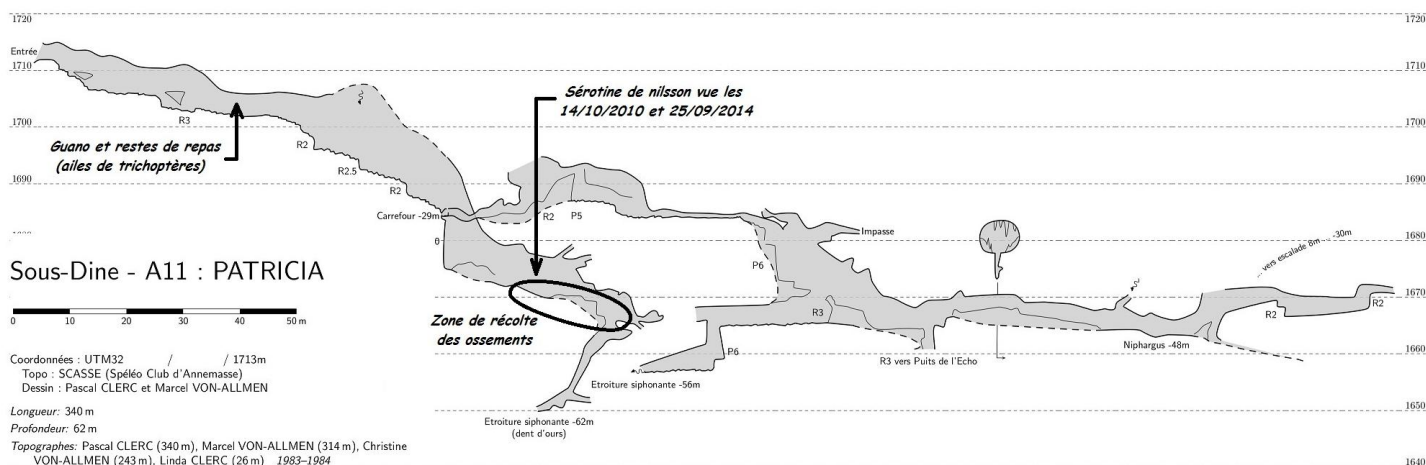 1720
1720
Entrée
1710
1710
R3
Guano et restes de repas
(ailes de trichoptères)
Sérotine de nilsson vue les
14/10/2010 et 25/09/2014
1700
1700
R2
R2.5
R2
1690
1690
Carrefour -29m
R2
P5
Impasse
1680
P6
... vers escalade 8m ... -30m
Sous-Dine - A11 : PATRICIA
0 10 20 30 40 50 m
Zone de récolte
des ossements
1670
R3
R2
R2
Niphargus -48m
R3 vers Puits de l'Echo
P6
1660
Etroiture siphonante -56m
Etroiture siphonante -62m
(dent d'ours)
1650
Coordonnées : UTM32 / / 1713m
Topo : SCASSE (Spéléo Club d'Annemasse)
Dessin : Pascal CLERC et Marcel VON-ALLMEN
Longueur: 340 m
Profondeur: 62 m
Topographes: Pascal CLERC (340 m), Marcel VON-ALLMEN (314 m), Christine
VON-ALLMEN (243 m), Linda CLERC (26 m) 1983–1984
1640